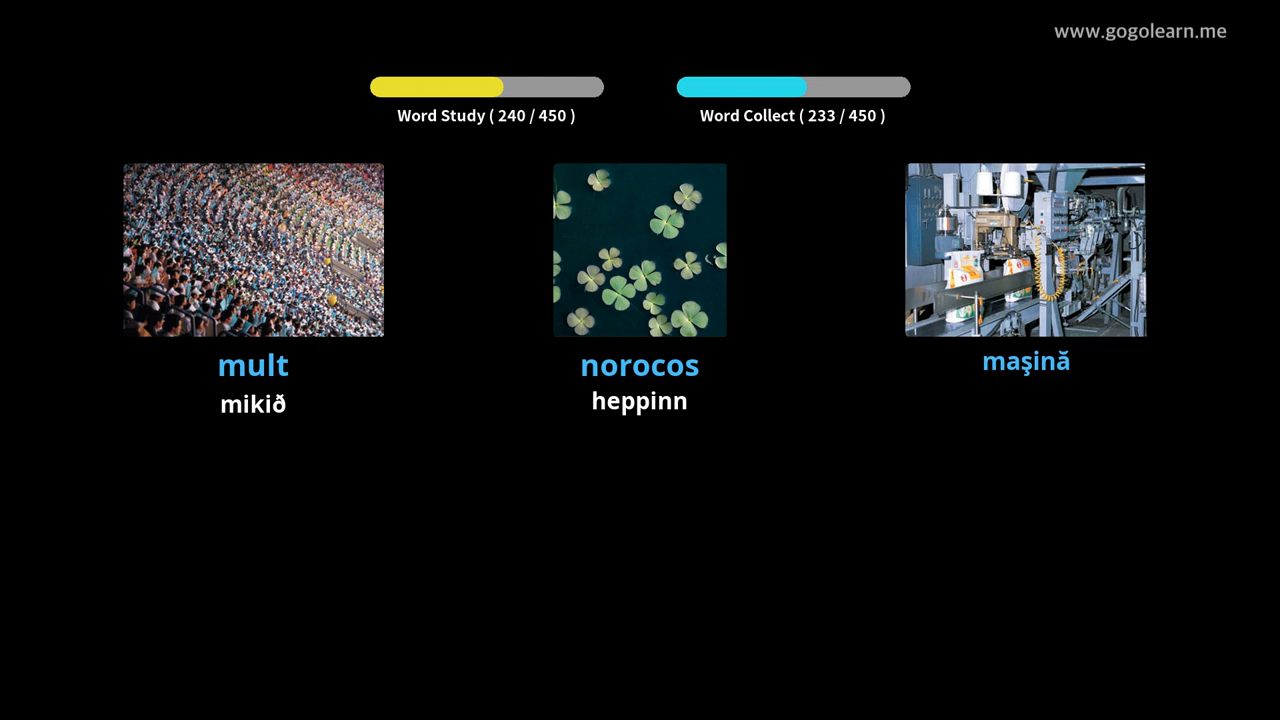 www.gogolearn.me
Word Study ( 240 / 450 )
Word Collect ( 233 / 450 )
mult
mikið
norocos
heppinn
maşină